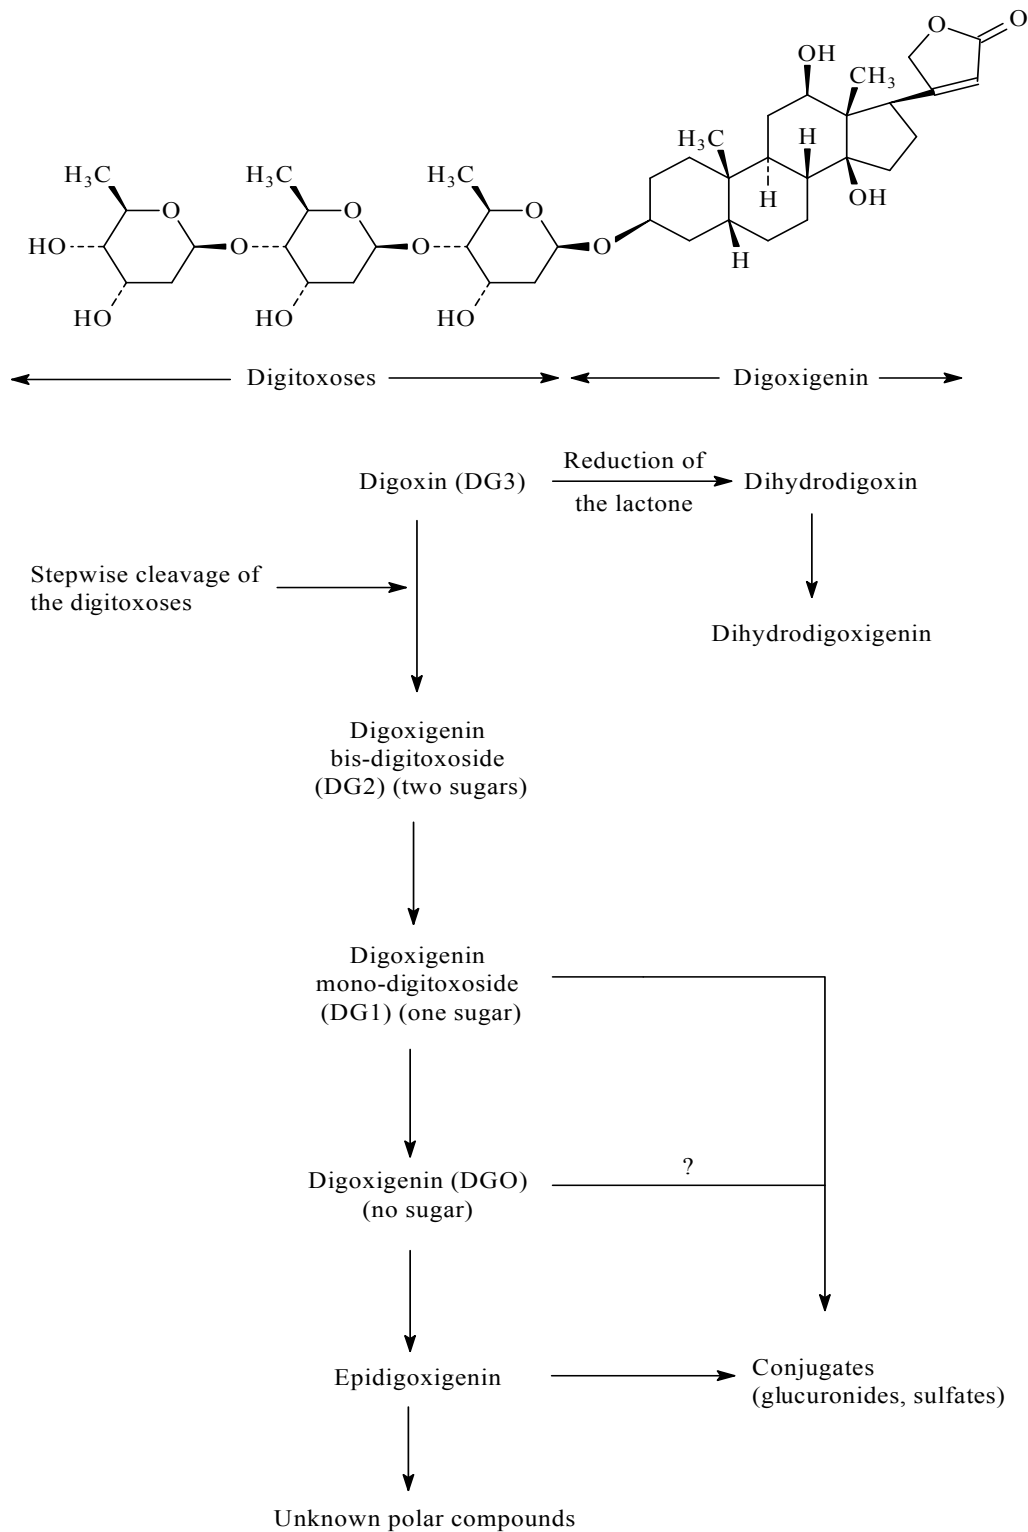 O
O
OH
CH3
H3C
H
H
OH
H
H3C
H3C
H3C
O
O
O
HO
O
O
O
HO
HO
HO
Digitoxoses
Digoxigenin
Digoxin (DG3)
Reduction of
the lactone
Dihydrodigoxin
Stepwise cleavage of
the digitoxoses
Dihydrodigoxigenin
Digoxigenin
bis-digitoxoside
(DG2) (two sugars)
Digoxigenin
mono-digitoxoside
(DG1) (one sugar)
Digoxigenin (DGO)
(no sugar)
?
Epidigoxigenin
Conjugates
(glucuronides, sulfates)
Unknown polar compounds